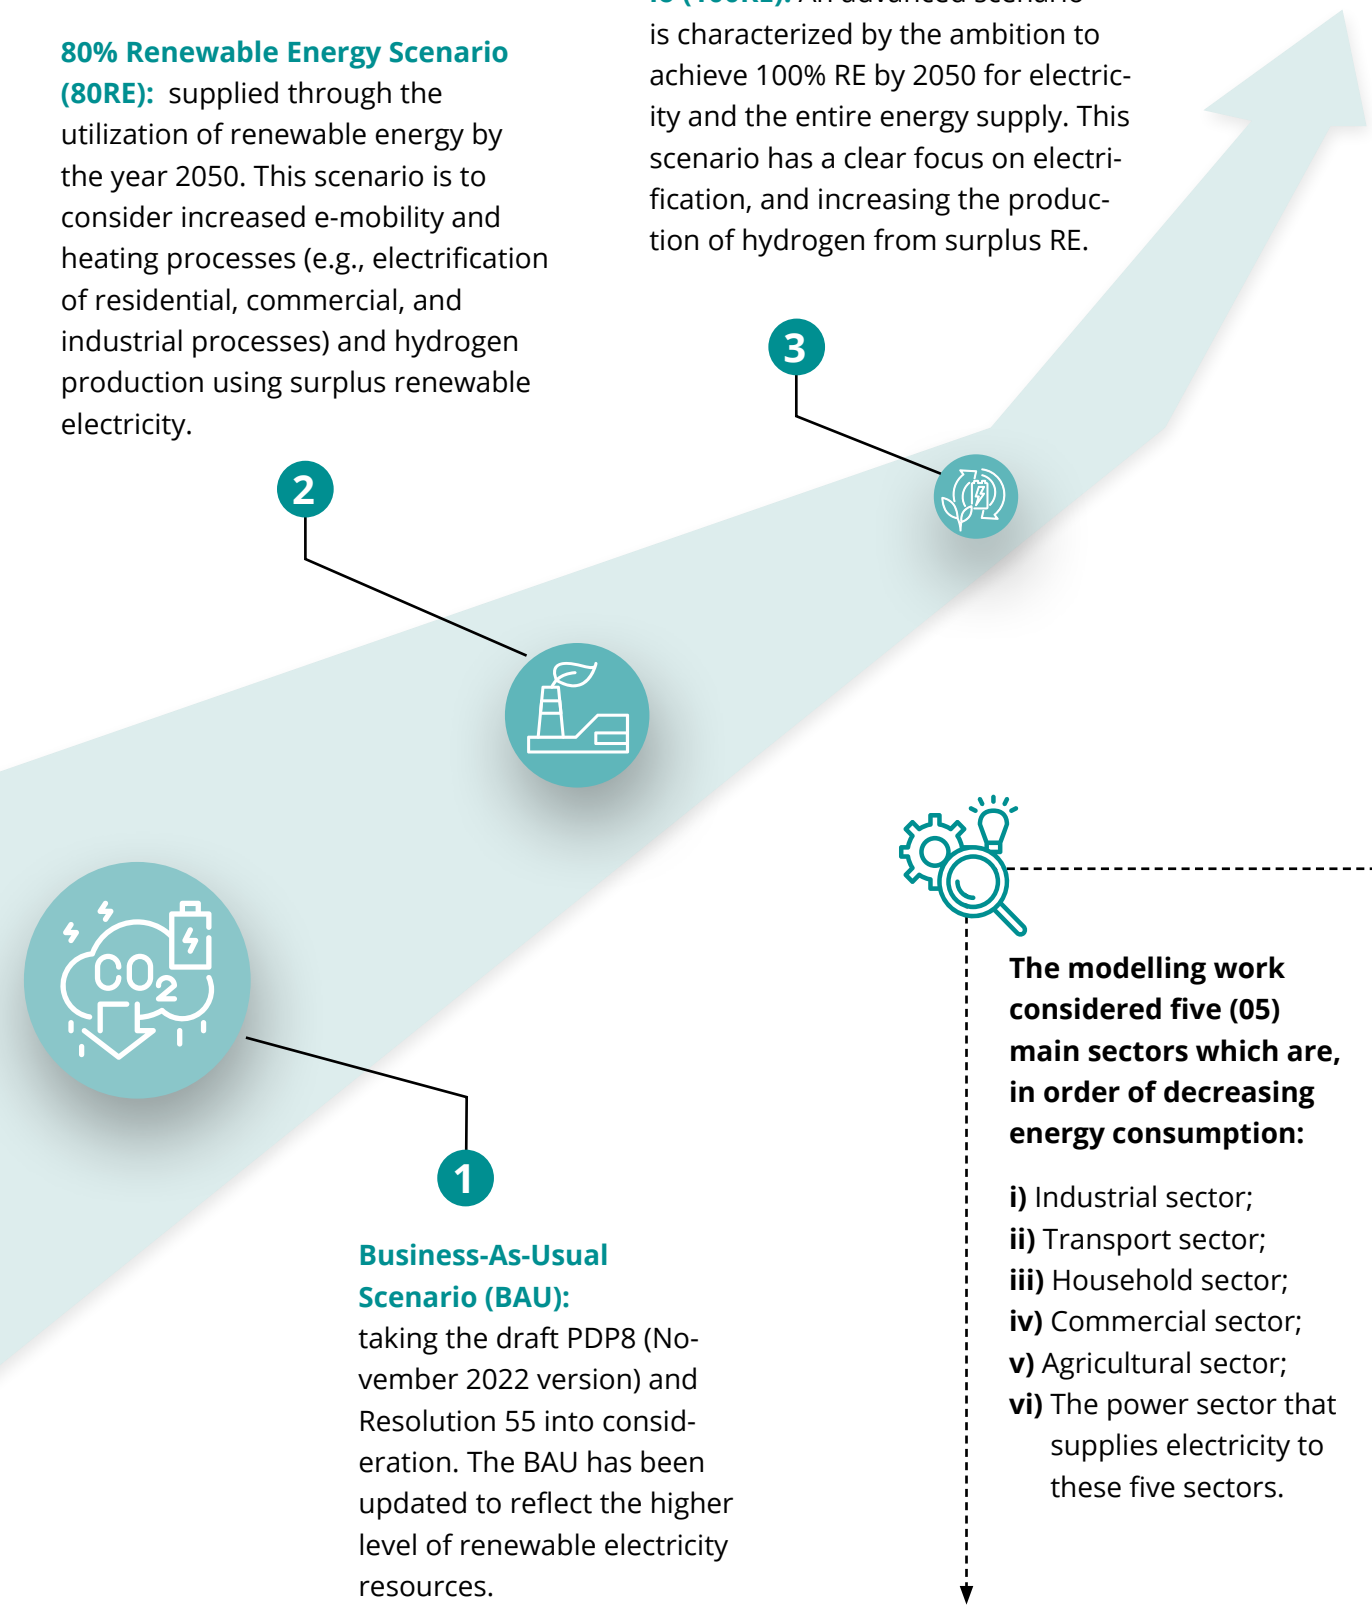 80% Renewable Energy Scenario
(80RE): supplied through the
utilization of renewable energy by
the year 2050. This scenario is to
consider increased e-mobility and
heating processes (e.g., electrification
of residential, commercial, and
industrial processes) and hydrogen
production using surplus renewable
electricity.
2
An advanced scenario
is characterized by the ambition to
achieve 100% RE by 2050 for electric-
ity and the entire energy supply. This
scenario has a clear focus on electri-
fication, and increasing the produc-
tion of hydrogen from surplus RE.
3
CO2
1
Business-As-Usual
Scenario (BAU):
taking the draft PDP8 (No-
vember 2022 version) and
Resolution 55 into consid-
eration. The BAU has been
updated to reflect the higher
level of renewable electricity
resources.
The modelling work
considered five (05)
main sectors which are,
in order of decreasing
energy consumption:
i) Industrial sector;
ii) Transport sector;
iii) Household sector;
iv) Commercial sector;
v) Agricultural sector;
vi) The power sector that
supplies electricity to
these five sectors.